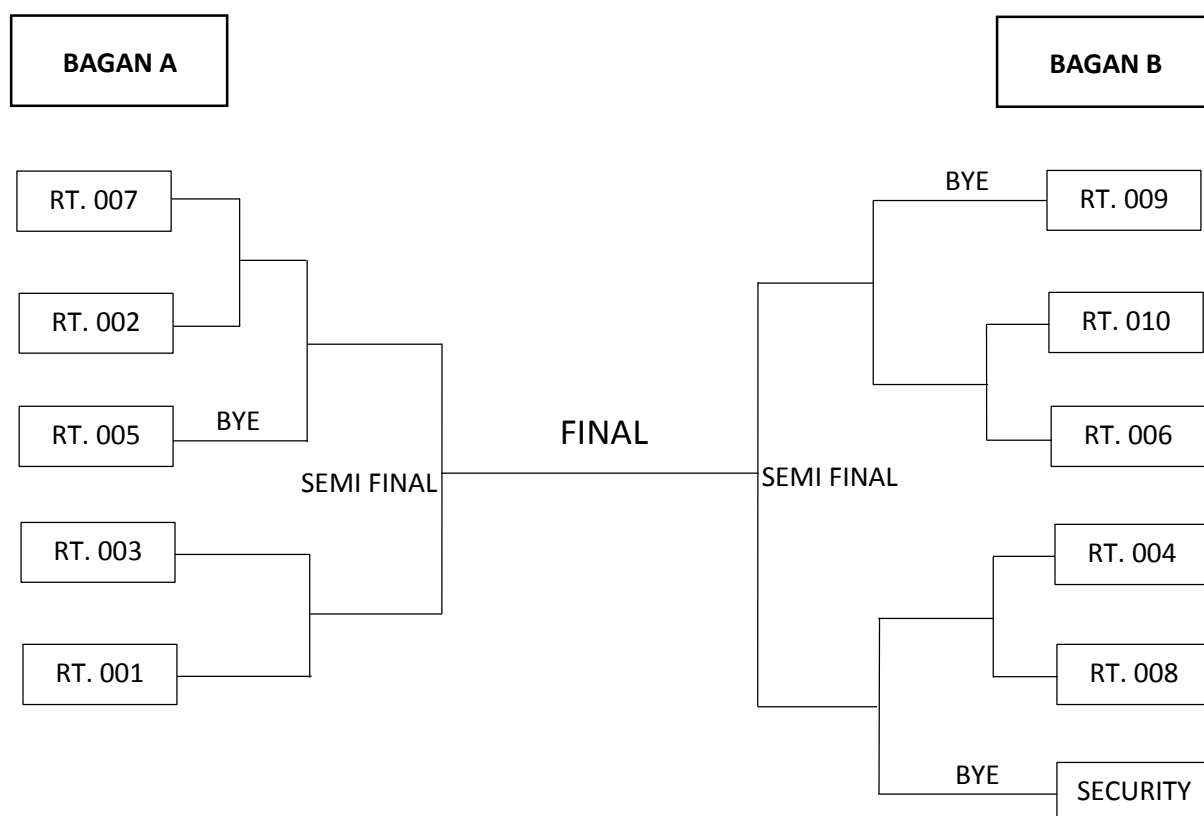 BAGAN A
BAGAN B
RT. 007
RT. 002
RT. 005
BYE
RT. 003
RT. 001
SEMI FINAL
FINAL
SEMI FINAL
BYE
RT. 009
RT. 010
RT. 006
RT. 004
RT. 008
BYE
SECURITY